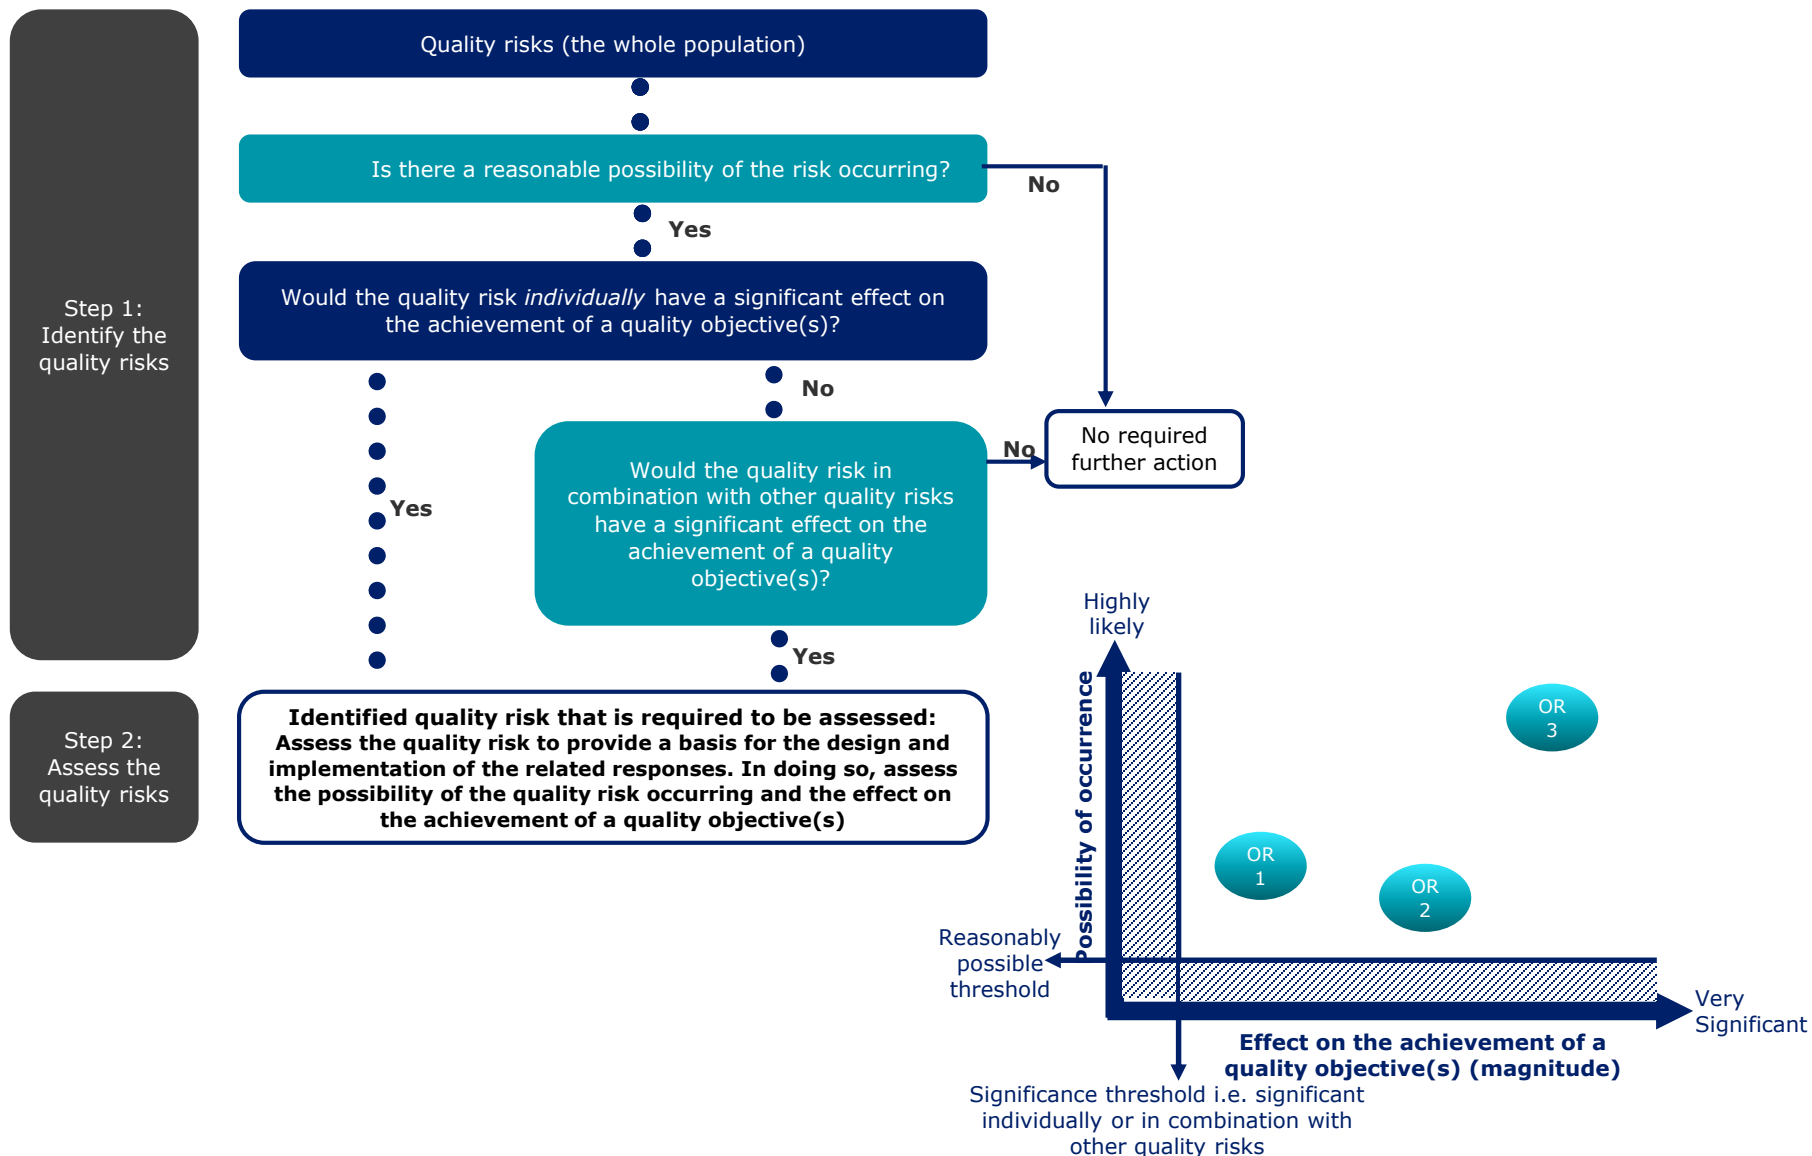 Quality risks (the whole population)
Is there a reasonable possibility of the risk occurring?
No
Yes
Step 1:
Identify the
quality risks
Would the quality risk individually have a significant effect on
the achievement of a quality objective(s)?
No
Yes
Would the quality risk in
combination with other quality risks
have a significant effect on the
achievement of a quality
objective(s)?
No
No required
further action
Yes
Step 2:
Assess the
quality risks
Identified quality risk that is required to be assessed:
Assess the quality risk to provide a basis for the design and
implementation of the related responses. In doing so, assess
the possibility of the quality risk occurring and the effect on
the achievement of a quality objective(s)
Highly
likely
Possibility of occurrence
OR
3
OR
1
OR
2
Reasonably
possible
threshold
Very
Significant
Effect on the achievement of a
quality objective(s) (magnitude)
Significance threshold i.e. significant
individually or in combination with
other quality risks